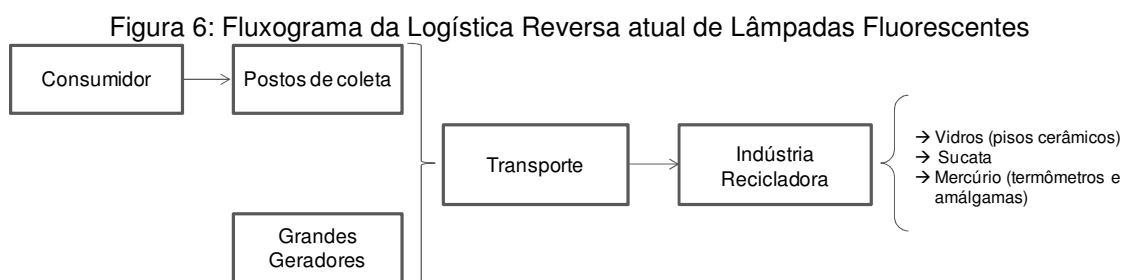 Figura 6: Fluxograma da Logística Reversa atual de Lâmpadas Fluorescentes
Consumidor
Postos de coleta
Transporte
Indústria
Recicladora
→ Vidros (pisos cerâmicos)
→ Sucata
→ Mercúrio (termômetros e
amálgamas)
Grandes
Geradores